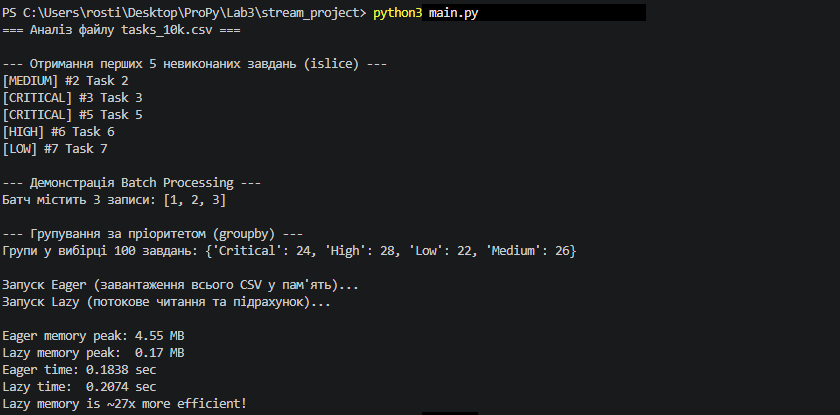 PS C:\Users\rosti\Desktop\ProPy\Lab3\stream_project> python3 main.py
=== Аналіз файлу tasks_10k.csv ===
--- Отримання перших 5 невиконаних завдань (islice) ---
[MEDIUM] #2 Task 2
[CRITICAL] #3 Task 3
[CRITICAL] #5 Task 5
[HIGH] #6 Task 6
[LOW] #7 Task 7
--- Демонстрація Batch Processing ---
Батч містить 3 записи: [1, 2, 3]
--- Групування за пріоритетом (groupby) ---
Групи у вибірці 100 завдань: {'Critical': 24, 'High': 28, 'Low': 22, 'Medium': 26}
Запуск Eager (завантаження всього CSV у пам'ять)...
Запуск Lazy (потокове читання та підрахунок)...
Eager memory peak: 4.55 MB
Lazy memory peak:  0.17 MB
Eager time: 0.1838 sec
Lazy time:  0.2074 sec
Lazy memory is ~27x more efficient!